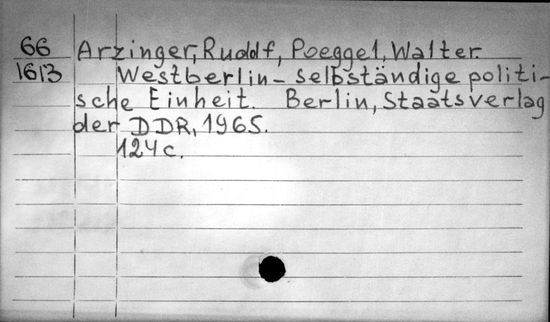 66 Arzinger, Rudolf, Poeggel, Walter.
1613 Westberlin - selbständige politi-
sche Einheit. Berlin, Staatsverlag
der DDR, 1965.
124 c.